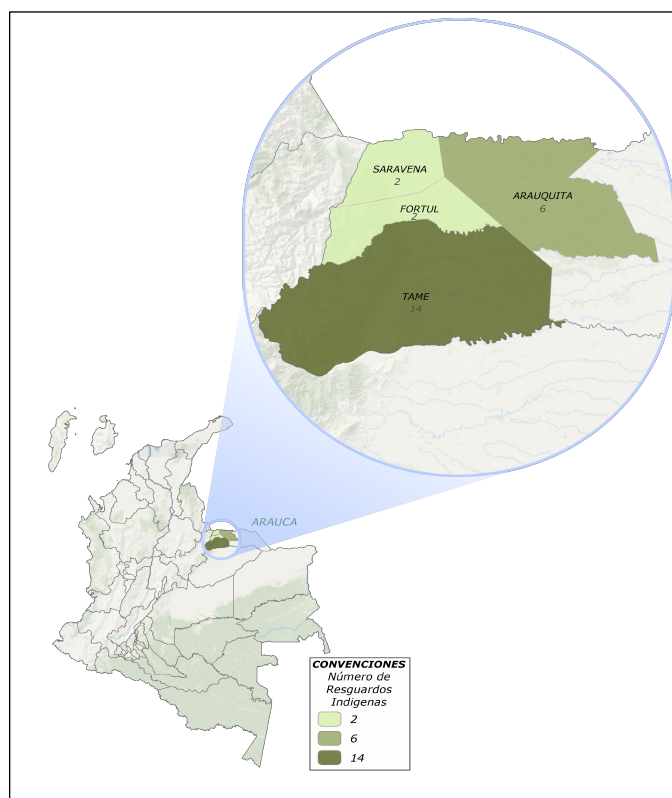 SARAVENA
2
ARAUQUITA
6
FORTUL
2
TAME
14
ARAUCA
CONVENCIONES
Número de
Resguardos
Indigenas
2
6
14